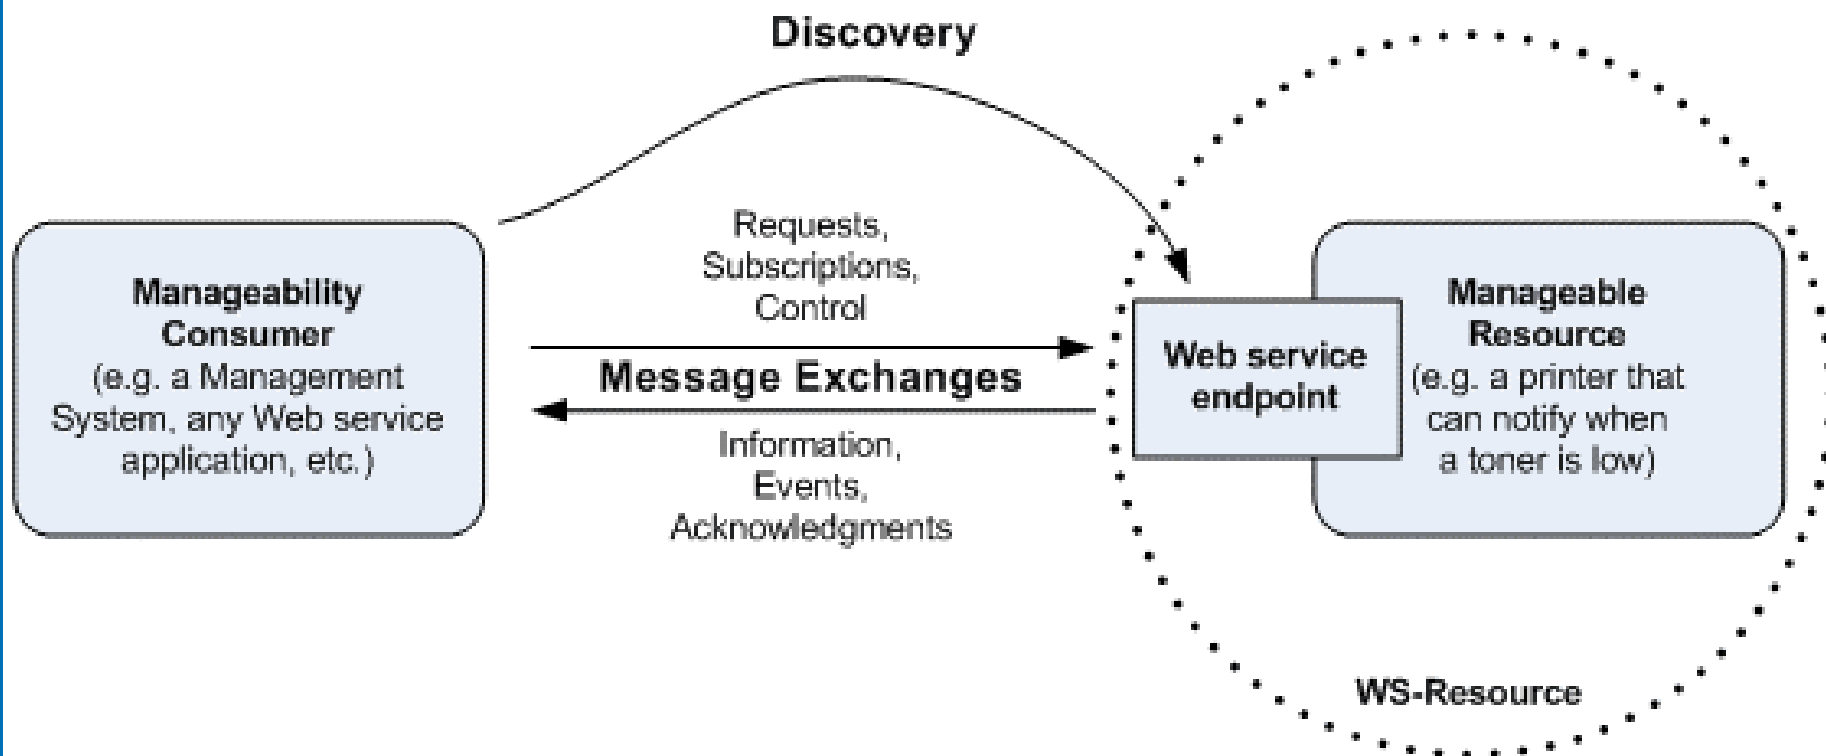 Discovery
Requests,
Subscriptions,
Control
Message Exchanges
Information,
Events,
Acknowledgments
Manageability
Consumer
(e.g. a Management
System, any Web service
application, etc.)
Web service
endpoint
Manageable
Resource
(e.g. a printer that
can notify when
a toner is low)
WS-Resource